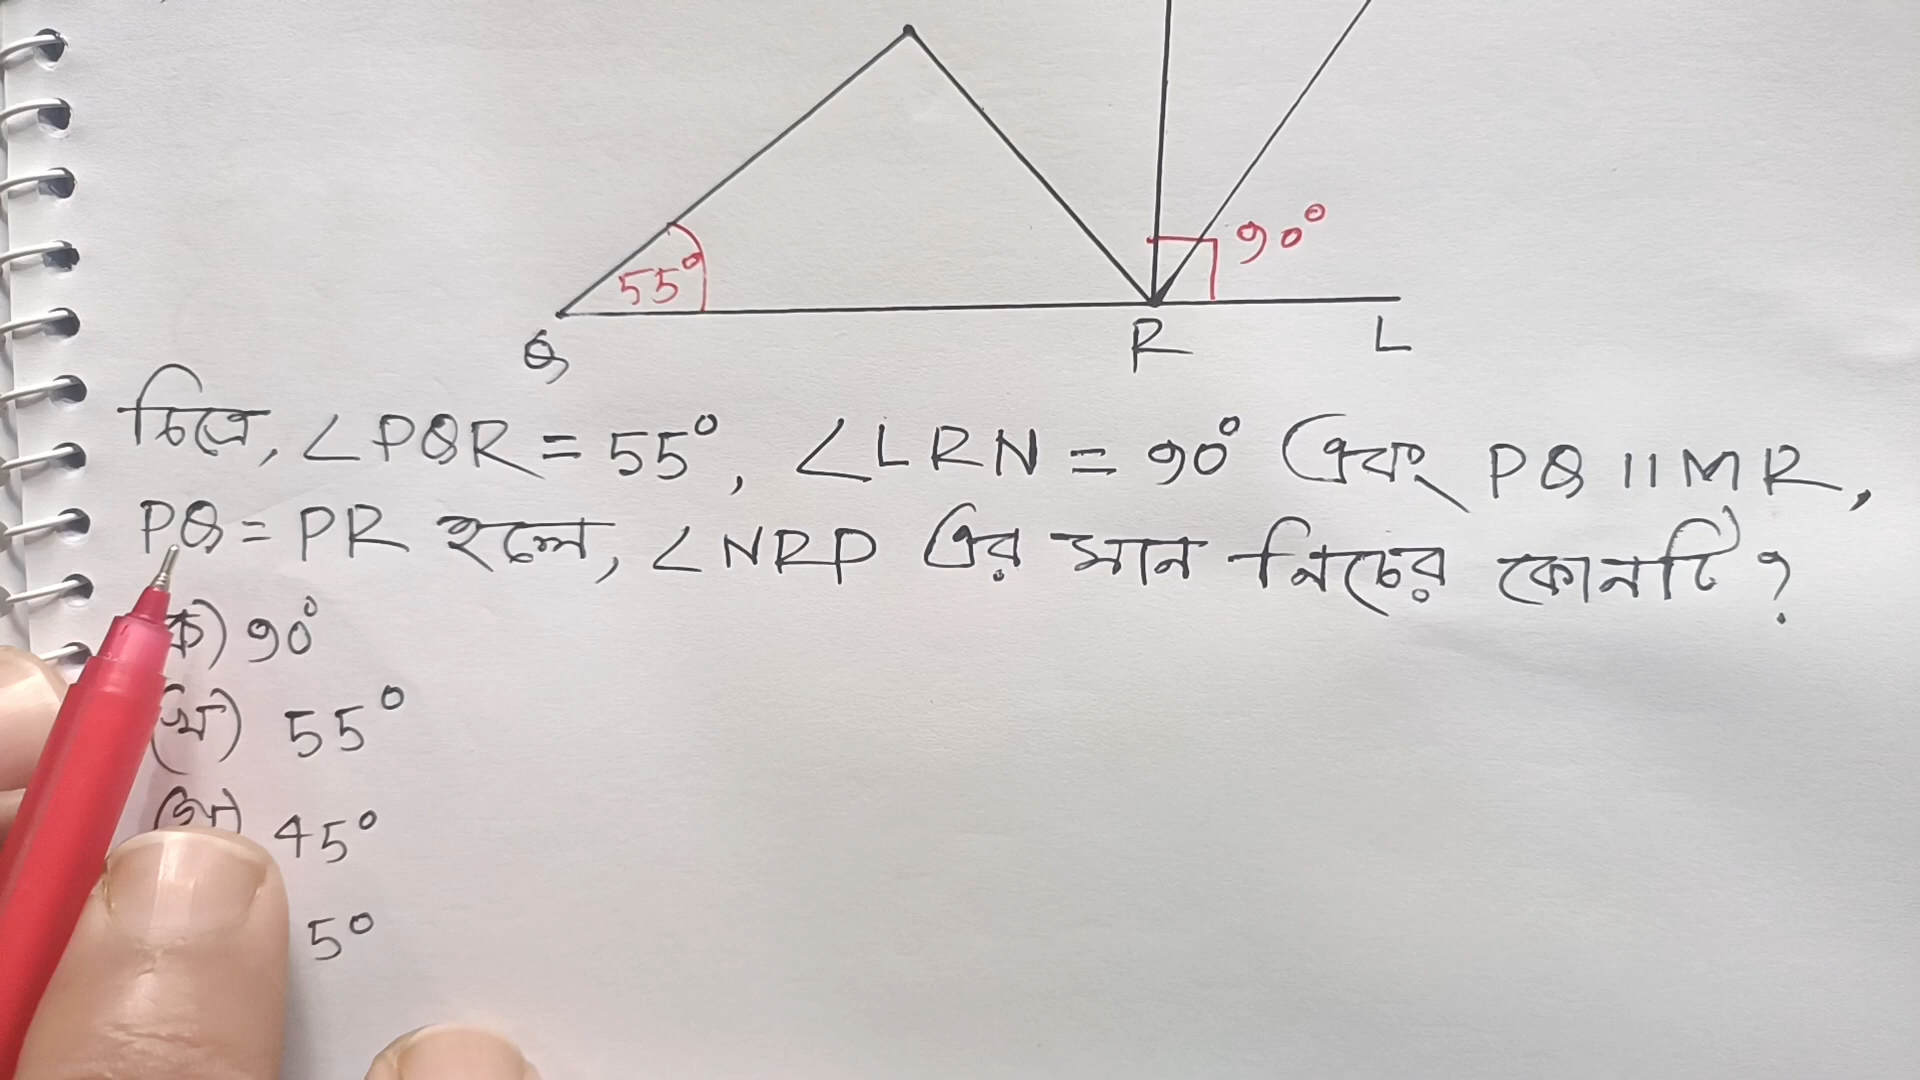 55°
90°
Q R L
চিত্রে, ∠PQR = 55°, ∠LRN = 90° এবং PQ || MR,
PQ = PR হলে, ∠NRP এর মান নিচের কোনটি?
ক) 90°
(খ) 55°
(গ) 45°
5°